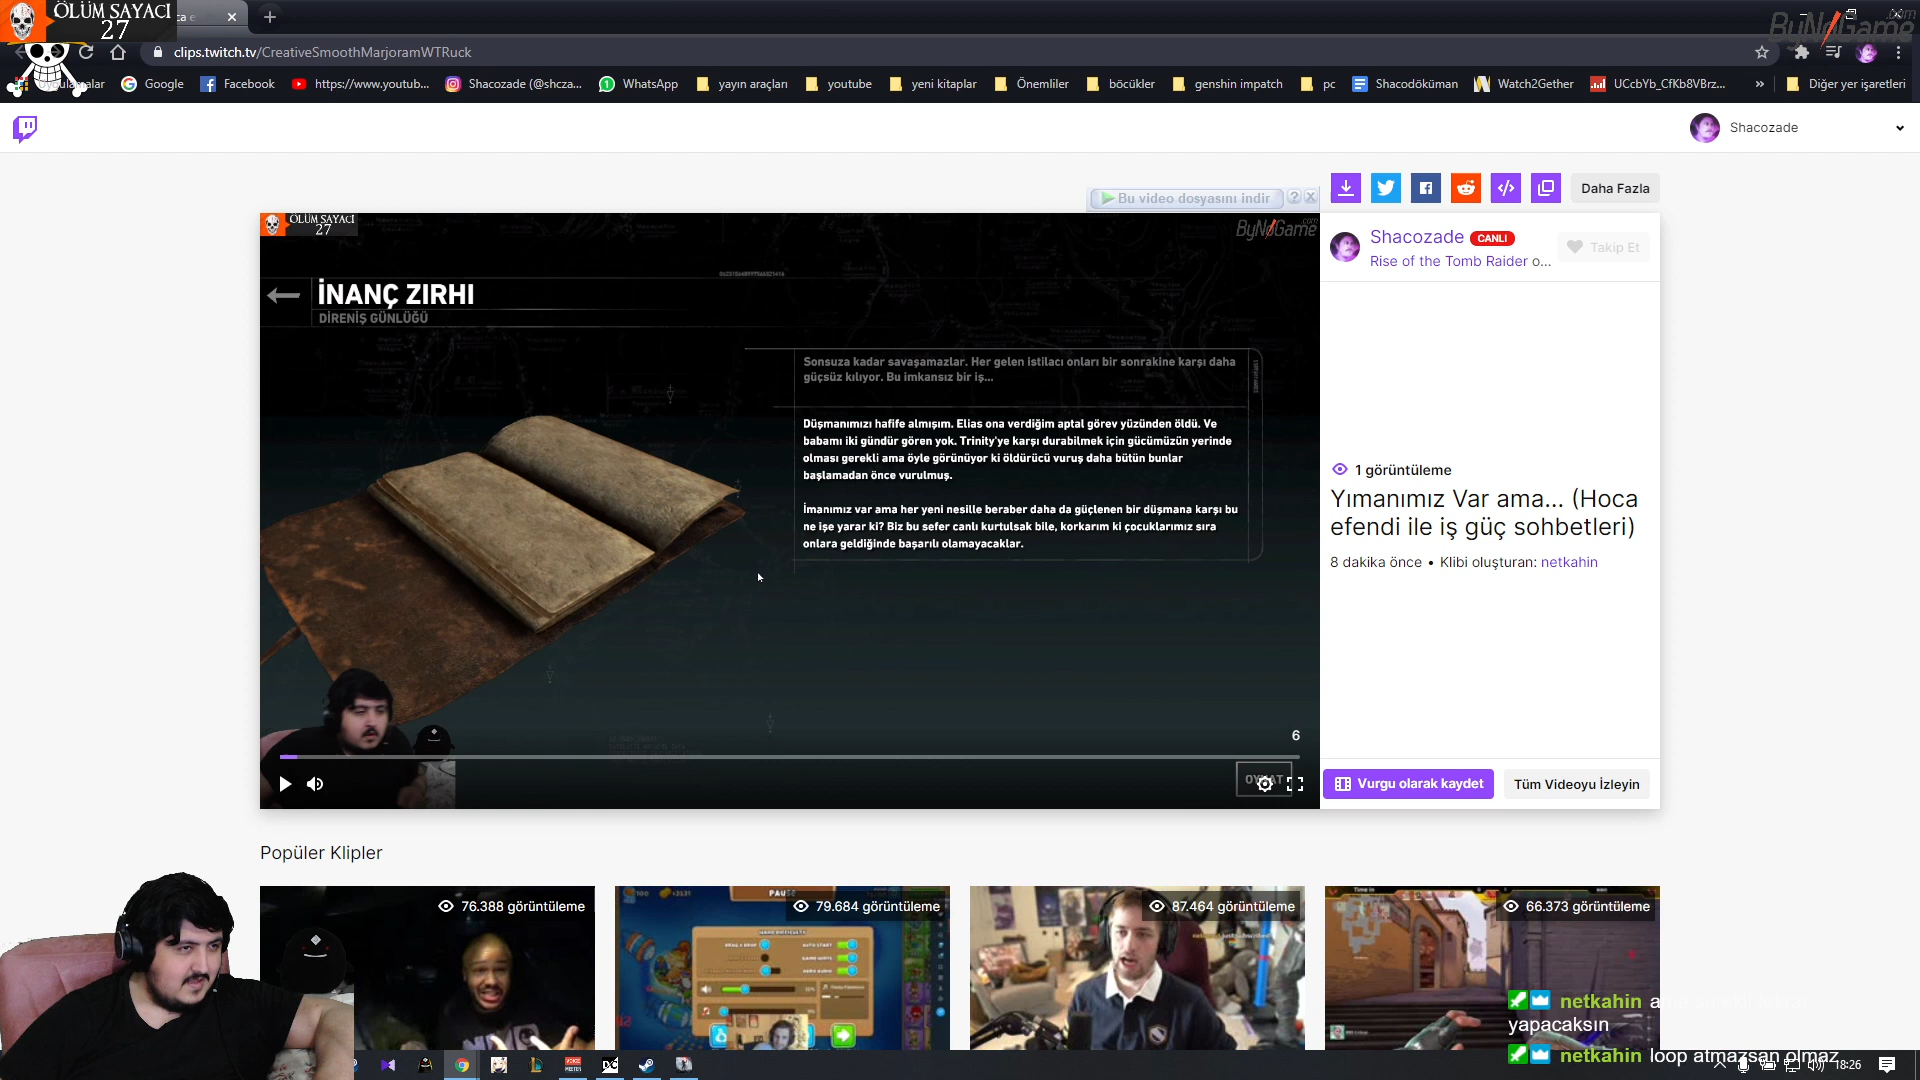 ÖLÜM SAYACI
27
ByNoGame.com
clips.twitch.tv/CreativeSmoothMarjoramWTRuck
Google
Facebook
https://www.youtub...
Shacozade (@shcza...
WhatsApp
yayın araçları
youtube
yeni kitaplar
Önemliler
böcükler
genshin impatch
pc
Shacodöküman
Watch2Gether
UCcbYb_CfKb8VBrz...
»
Diğer yer işaretleri
Shacozade
Bu video dosyasını indir
Daha Fazla
ÖLÜM SAYACI
27
ByNoGame.com
İNANÇ ZIRHI
DİRENİŞ GÜNLÜĞÜ
Sonsuza kadar savaşamazlar. Her gelen istilacı onları bir sonrakine karşı daha
güçsüz kılıyor. Bu imkansız bir iş...
Düşmanımızı hafife almışım. Elias ona verdiğim aptal görev yüzünden öldü. Ve
babamı iki gündür gören yok. Trinity'ye karşı durabilmek için gücümüzün yerinde
olması gerekli ama öyle görünüyor ki öldürücü vuruş daha bütün bunlar
başlamadan önce vurulmuş.
İmanımız var ama her yeni nesille beraber daha da güçlenen bir düşmana karşı bu
ne işe yarar ki? Biz bu sefer canlı kurtulsak bile, korkarım ki çocuklarımız sıra
onlara geldiğinde başarılı olamayacaklar.
6
Shacozade CANLI
Takip Et
Rise of the Tomb Raider o...
1 görüntüleme
Yımanımız Var ama... (Hoca
efendi ile iş güç sohbetleri)
8 dakika önce • Klibi oluşturan: netkahin
Vurgu olarak kaydet
Tüm Videoyu İzleyin
Popüler Klipler
76.388 görüntüleme
79.684 görüntüleme
87.464 görüntüleme
66.373 görüntüleme
PAUSE
netkahin
yapacaksın
netkahin loop atmazsan olmaz
18:26